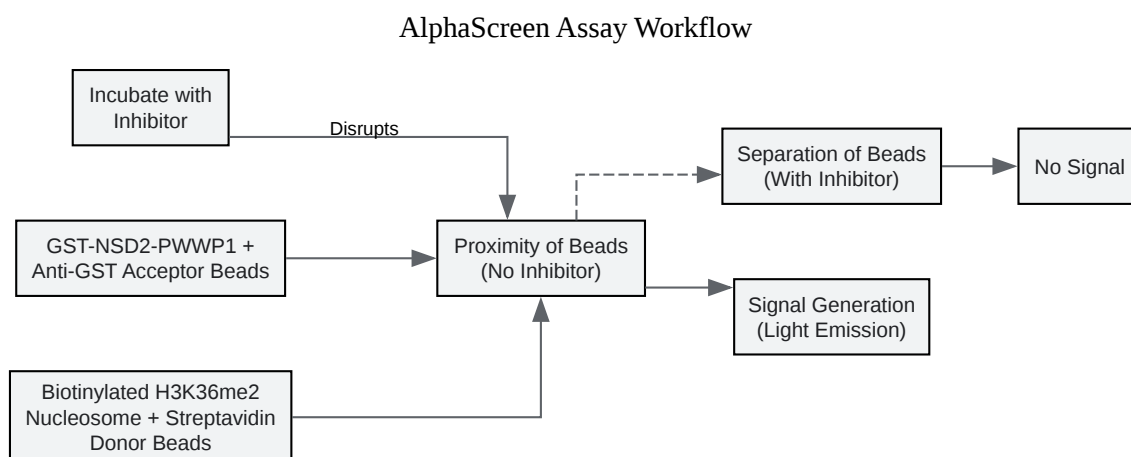 AlphaScreen Assay Workflow
Incubate with
Inhibitor
Disrupts
Separation of Beads
(With Inhibitor)
No Signal
GST-NSD2-PWWP1 +
Anti-GST Acceptor Beads
Proximity of Beads
(No Inhibitor)
Signal Generation
(Light Emission)
Biotinylated H3K36me2
Nucleosome + Streptavidin
Donor Beads